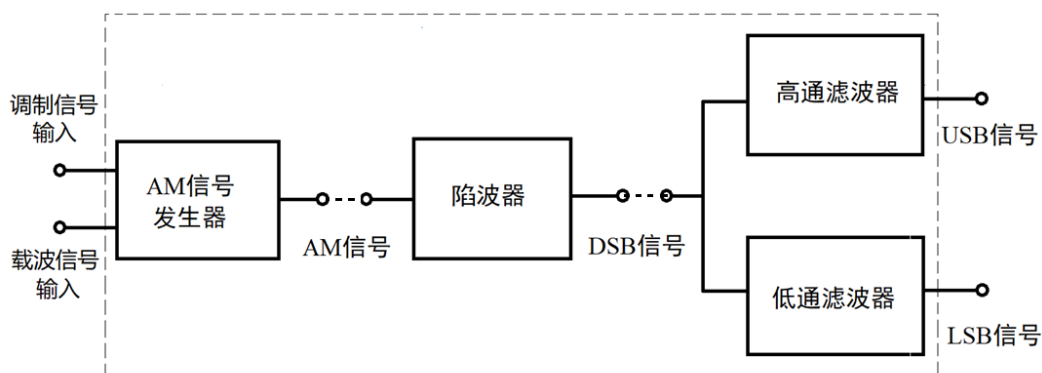 调制信号
输入
载波信号
输入
AM信号
发生器
AM信号
陷波器
DSB信号
高通滤波器
USB信号
低通滤波器
LSB信号